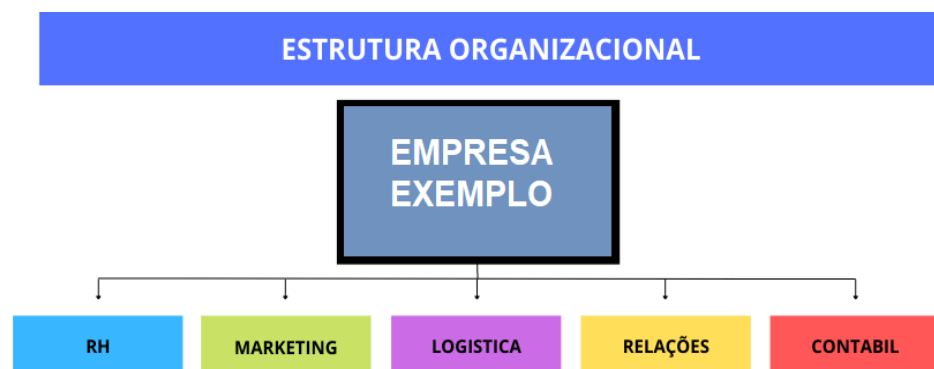 ESTRUTURA ORGANIZACIONAL
EMPRESA
EXEMPLO
RH
MARKETING
LOGISTICA
RELAÇÕES
CONTABIL